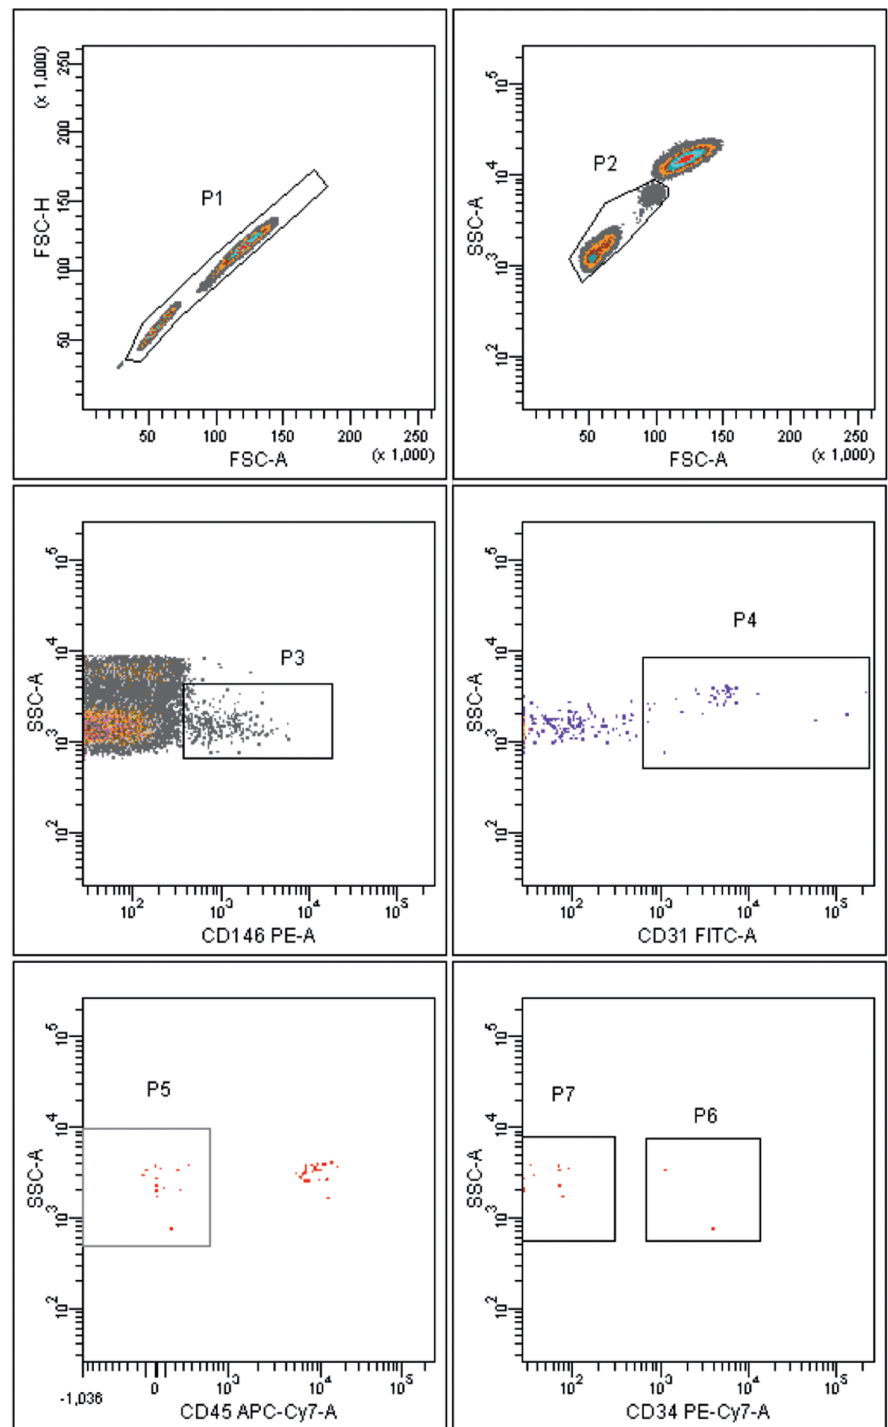 (x 1,000)
250
200
150
100
50
FSC-H
P1
50 100 150 200 250
FSC-A (x 1,000)
10^5
10^4
10^3
10^2
SSC-A
P2
50 100 150 200 250
FSC-A (x 1,000)
10^5
10^4
10^3
10^2
SSC-A
P3
10^2 10^3 10^4 10^5
CD146 PE-A
10^5
10^4
10^3
10^2
SSC-A
P4
10^2 10^3 10^4 10^5
CD31 FITC-A
10^5
10^4
10^3
10^2
SSC-A
P5
-1,036 0 10^3 10^4 10^5
CD45 APC-Cy7-A
10^5
10^4
10^3
10^2
SSC-A
P7
P6
10^2 10^3 10^4 10^5
CD34 PE-Cy7-A